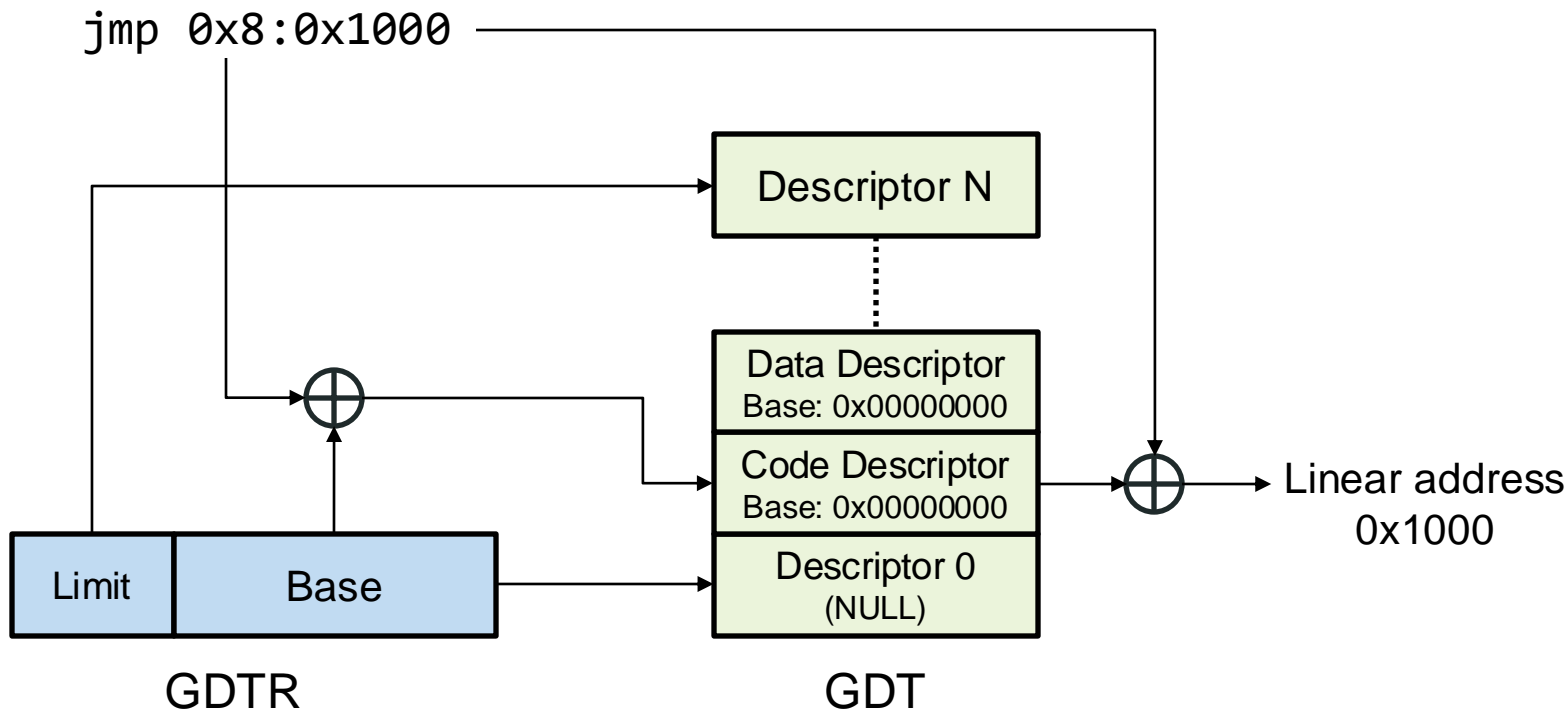 jmp 0x8:0x1000
Descriptor N
Data Descriptor
Base: 0x00000000
Code Descriptor
Base: 0x00000000
Linear address
0x1000
Limit
Base
Descriptor 0
(NULL)
GDTR
GDT